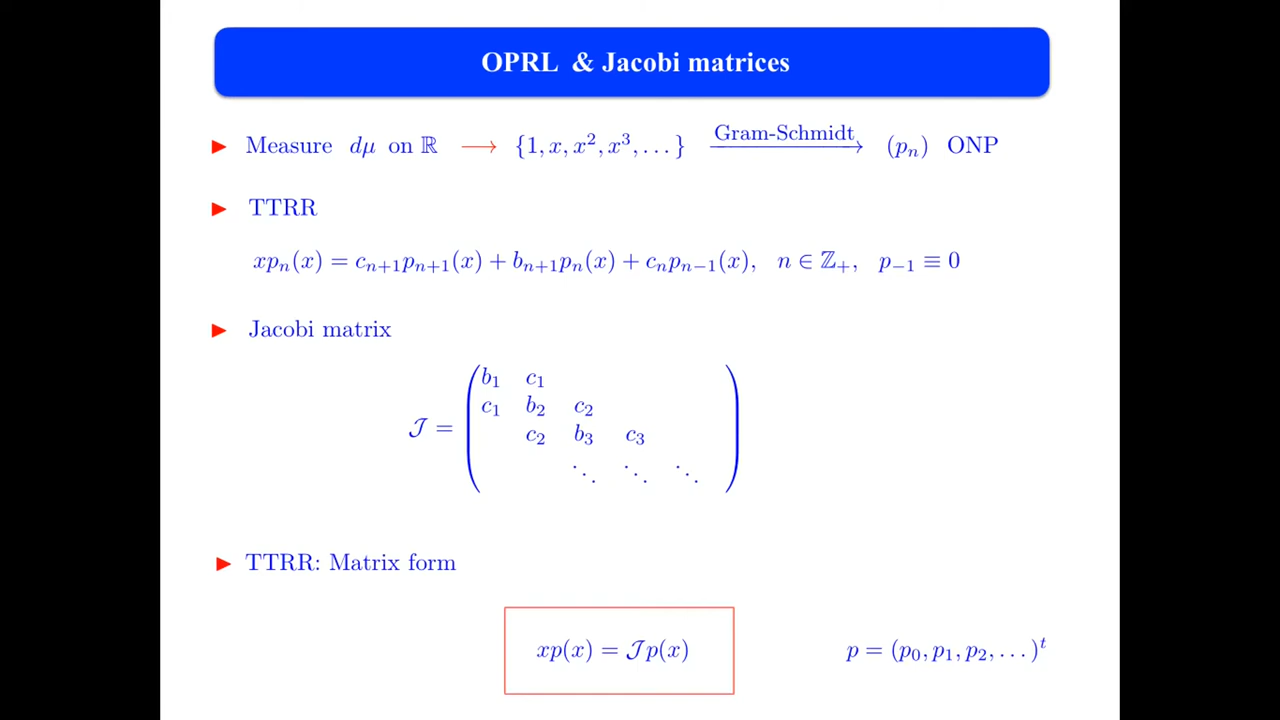 OPRL & Jacobi matrices
▶ Measure dμ on ℝ ⟶ {1, x, x², x³, …} Gram-Schmidt⟶ (pₙ) ONP
▶ TTRR
xpₙ(x) = cₙ₊₁pₙ₊₁(x) + bₙ₊₁pₙ(x) + cₙpₙ₋₁(x), n ∈ ℤ₊, p₋₁ ≡ 0
▶ Jacobi matrix
b₁ c₁
c₁ b₂ c₂
𝒥 =
c₂ b₃ c₃
⋱ ⋱ ⋱
▶ TTRR: Matrix form
xp(x) = 𝒥p(x) p = (p₀, p₁, p₂, …)ᵗ